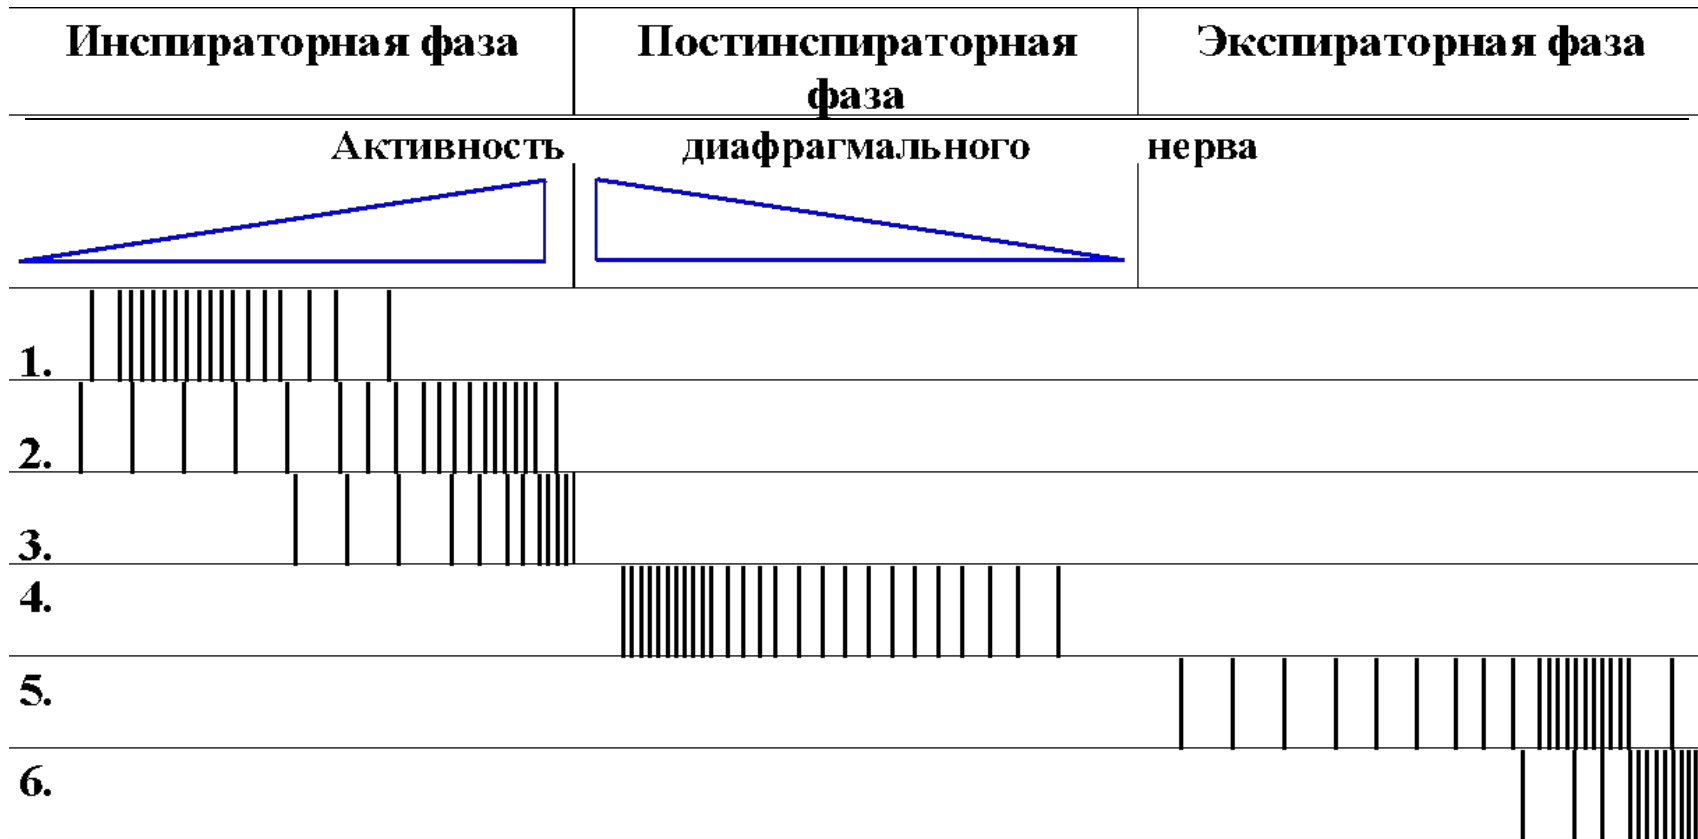 Инспираторная фаза
Постинспираторная
фаза
Экспираторная фаза
Активность диафрагмального нерва
1.
2.
3.
4.
5.
6.